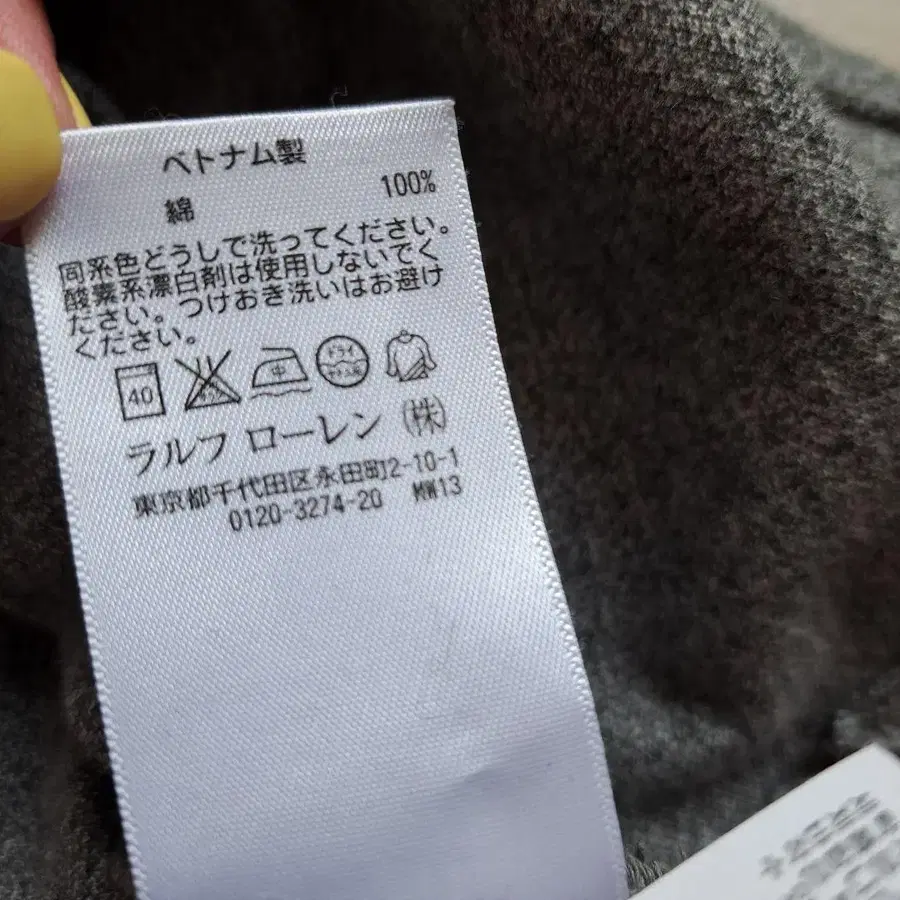 ベトナム製
綿 100%
同系色どうしで洗ってください。
酸素系漂白剤は使用しないでく
ださい。つけおき洗いはお避け
ください。
40 中 ドライ
ラルフ ローレン (株)
東京都千代田区永田町2-10-1
0120-3274-20 MW13